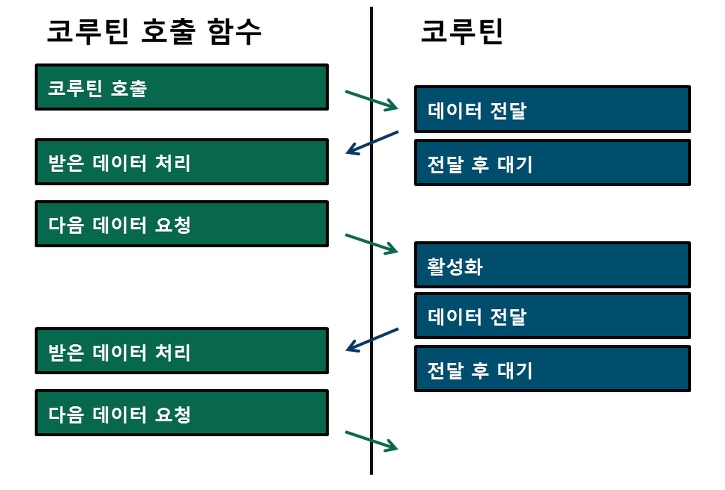 코루틴 호출 함수
코루틴 호출
받은 데이터 처리
다음 데이터 요청
받은 데이터 처리
다음 데이터 요청
코루틴
데이터 전달
전달 후 대기
활성화
데이터 전달
전달 후 대기